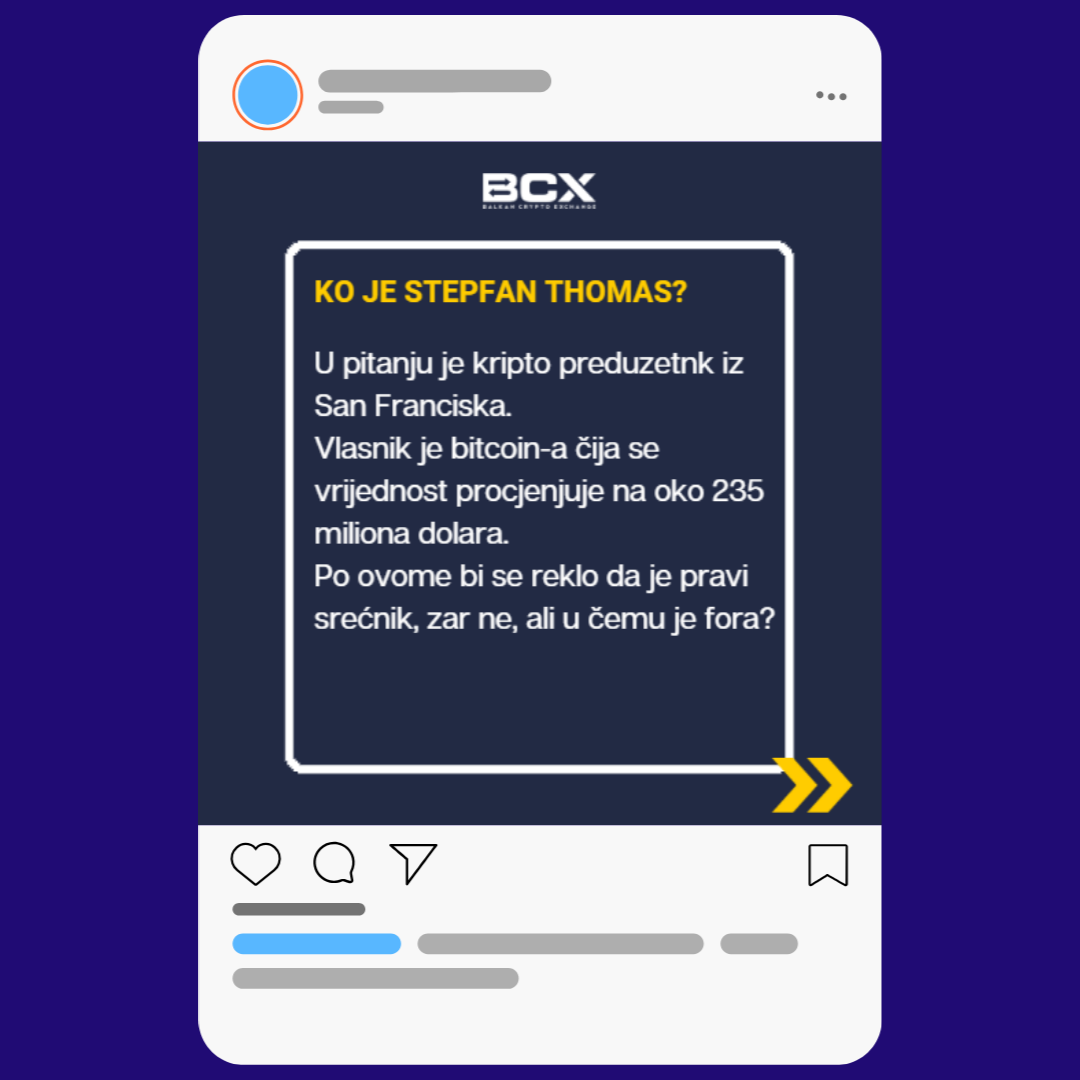 BCX
BALKAN CRYPTO EXCHANGE
KO JE STEPFAN THOMAS?
U pitanju je kripto preduzetnk iz
San Franciska.
Vlasnik je bitcoin-a čija se
vrijednost procjenjuje na oko 235
miliona dolara.
Po ovome bi se reklo da je pravi
srećnik, zar ne, ali u čemu je fora?